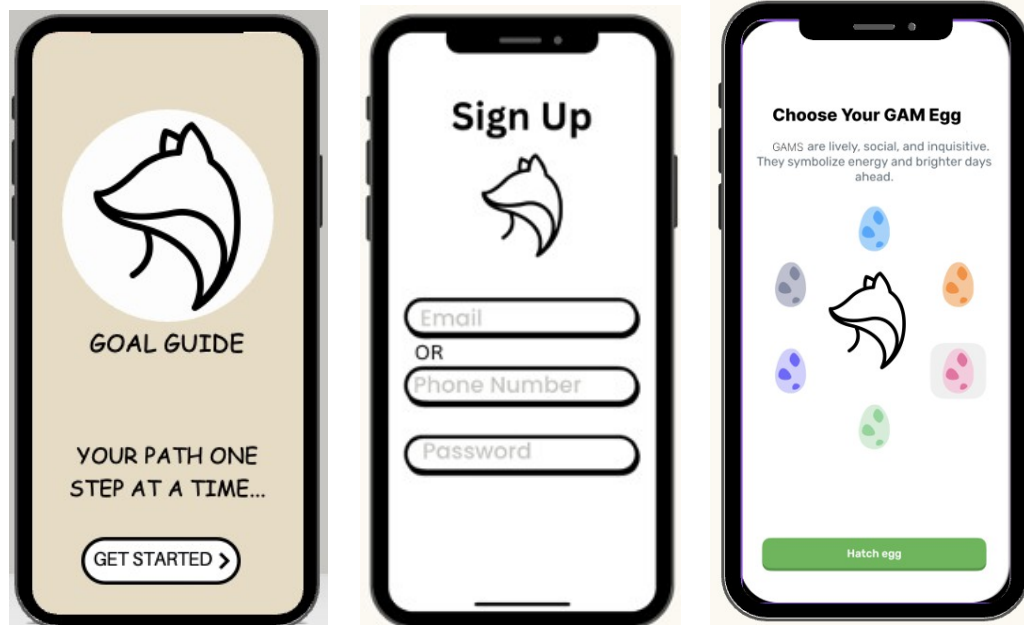 GOAL GUIDE
YOUR PATH ONE
STEP AT A TIME...
GET STARTED
Sign Up
Email
OR
Phone Number
Password
Choose Your GAM Egg
GAMS are lively, social, and inquisitive.
They symbolize energy and brighter days
ahead.
Hatch egg